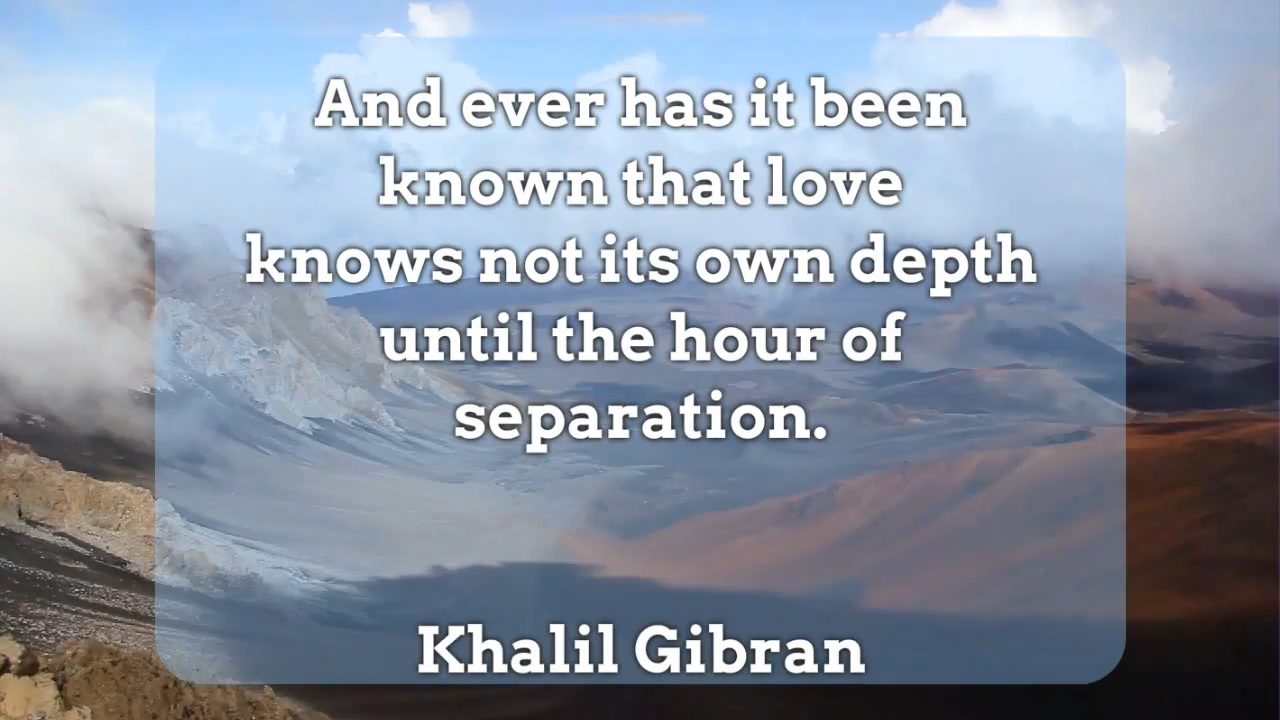 And ever has it been
known that love
knows not its own depth
until the hour of
separation.
Khalil Gibran